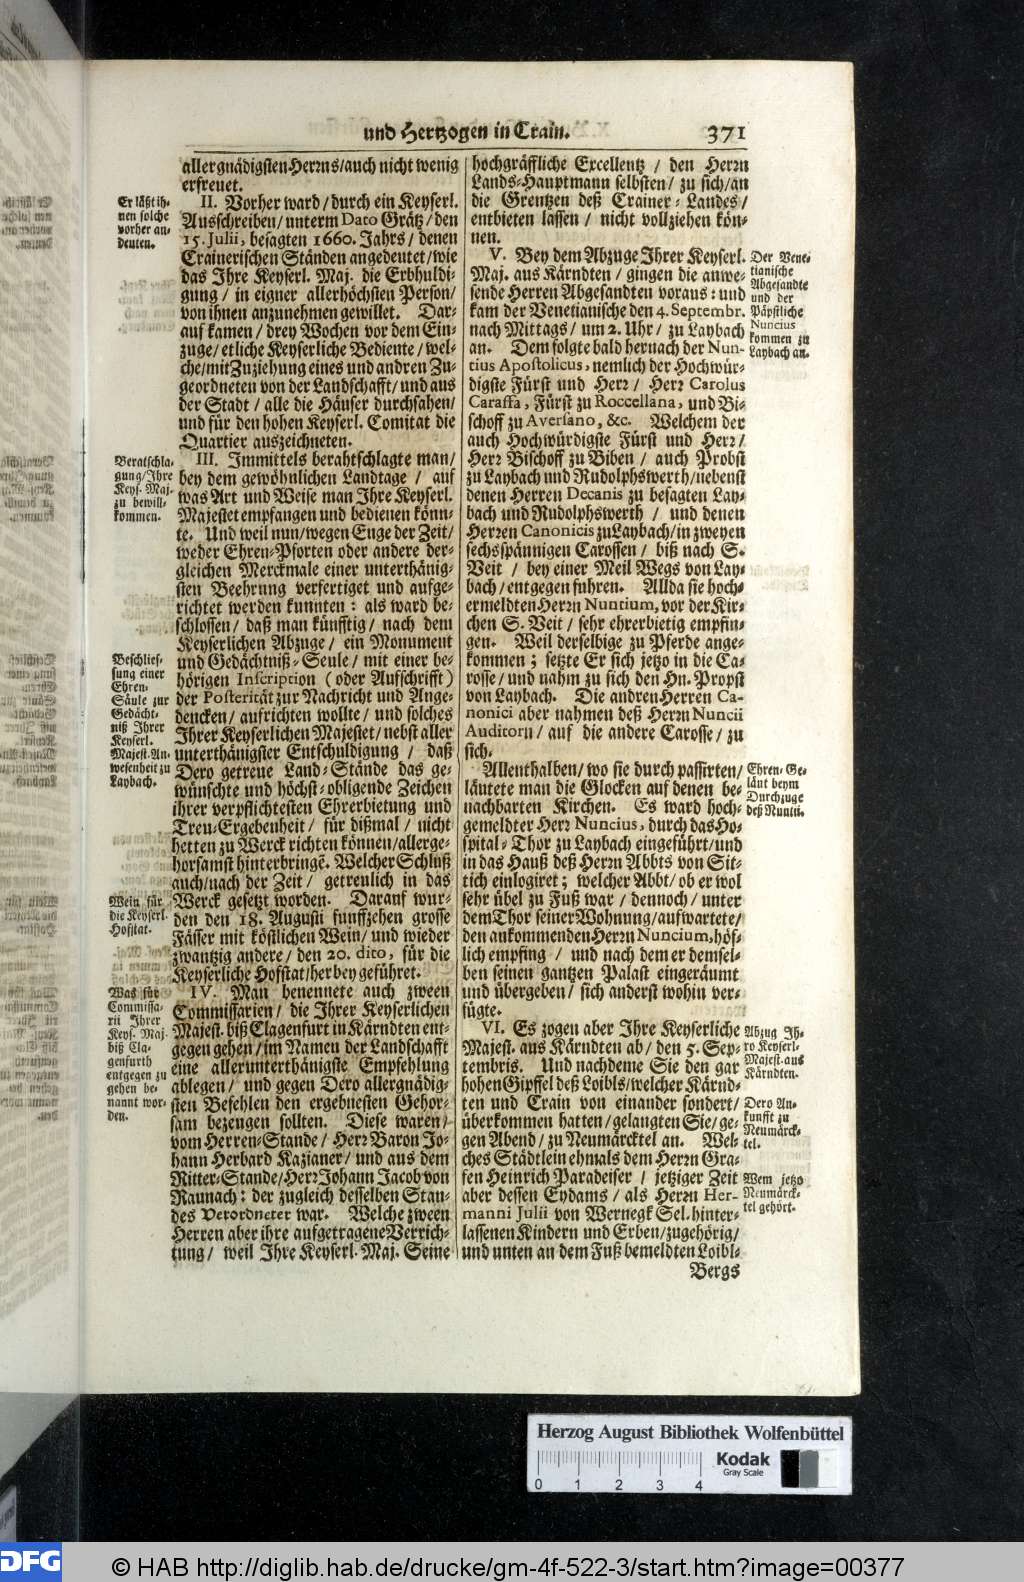 und Hertzogen in Crain. 371
allergnädigsten Herrns/auch nicht wenig
erfreuet.
Er läßt ih-
nen solche
vorher an-
deuten.
II. Vorher ward/durch ein Keyserl.
Ausschreiben/unterm Dato Grätz/den
15. Julii, besagten 1660. Jahrs/denen
Crainerischen Ständen angedeutet/wie
das Ihre Keyserl. Maj. die Erbhuldi-
gung/in eigner allerhöchsten Person/
von ihnen anzunehmen gewillet. Dar-
auf kamen/drey Wochen vor dem Ein-
zuge/etliche Keyserliche Bediente/wel-
che/mit Zuziehung eines und andren Zu-
geordneten von der Landschafft/und aus
der Stadt/alle die Häuser durchsahen/
und für den hohen Keyserl. Comitat die
Quartier auszeichneten.
Beratschla-
gung/Ihre
Keys. Maj.
zu bewill-
kommen.
III. Immittels berahtschlagte man/
bey dem gewöhnlichen Landtage/auf
was Art und Weise man Ihre Keyserl.
Majestet empfangen und bedienen könn-
te. Und weil nun/wegen Enge der Zeit/
weder Ehren-Pforten oder andere der-
gleichen Merckmale einer unterthänig-
sten Beehrung verfertiget und aufge-
richtet werden kunnten: als ward be-
schlossen/daß man künfftig/nach dem
Keyserlichen Abzuge/ein Monument
und Gedächtniß-Seule/mit einer be-
hörigen Inscription (oder Aufschrifft)
der Posterität zur Nachricht und Ange-
dencken/aufrichten wollte/und solches
Ihrer Keyserlichen Majestet/nebst aller
unterthänigster Entschuldigung/daß
Dero getreue Land-Stände das ge-
wünschte und höchst-obligende Zeichen
ihrer verpflichtesten Ehrerbietung und
Treu-Ergebenheit/für dißmal/nicht
hetten zu Werck richten können/allerge-
horsamst hinterbringē. Welcher Schluß
auch/nach der Zeit/getreulich in das
Werck gesetzt worden. Darauf wur-
den den 18. Augusti funffzehen grosse
Fässer mit köstlichen Wein/und wieder
zwantzig andere/den 20. dito, für die
Keyserliche Hofstat/herbey geführet.
Beschlies-
sung einer
Ehren-
Säule zur
Gedächt-
niß Ihrer
Keyserl.
Majest. An-
wesenheit zu
Laybach.
Wein für
die Keyserl.
Hofstat.
Was für
Commissa-
rii Ihrer
Keys. Maj.
biß Cla-
genfurth
entgegen zu
gehen be-
nannt wor-
den.
IV. Man benennete auch zween
Commissarien/die Ihrer Keyserlichen
Majest. biß Clagenfurt in Kärndten ent-
gegen gehen/im Namen der Landschafft
eine allerunterthänigste Empfehlung
ablegen/und gegen Dero allergnädig-
sten Befehlen den ergebnesten Gehor-
sam bezeugen sollten. Diese waren/
vom Herren-Stande/Herr Baron Jo-
hann Herbard Kazianer/und aus dem
Ritter-Stande/Herr Johann Jacob von
Raunach: der zugleich desselben Stan-
des Verordneter war. Welche zween
Herren aber ihre aufgetragene Verrich-
tung/weil Ihre Keyserl. Maj. Seine
hochgräffliche Excellentz/den Herrn
Lands-Hauptmann selbsten/zu sich/an
die Grentzen deß Crainer-Landes/
entbieten lassen/nicht vollziehen kön-
nen.
V. Bey dem Abzuge Ihrer Keyserl.
Maj. aus Kärndten/gingen die anwe-
sende Herren Abgesandten voraus: und
kam der Venetianische den 4. Septembr.
nach Mittags/um 2. Uhr/zu Laybach
an. Dem folgte bald hernach der Nun-
tius Apostolicus, nemlich der Hochwür-
digste Fürst und Herr/Herr Carolus
Caraffa, Fürst zu Roccellana, und Bi-
schoff zu Aversano, &c. Welchem der
auch Hochwürdigste Fürst und Herr/
Herr Bischoff zu Biben/auch Probst
zu Laybach und Rudolphswerth/nebenst
denen Herren Decanis zu besagten Lay-
bach und Rudolphswerth/und denen
Herren Canonicis zu Laybach/in zweyen
sechsspännigen Carossen/biß nach S.
Veit/bey einer Meil Wegs von Lay-
bach/entgegen fuhren. Allda sie hoch-
ermeldten Herrn Nuntium, vor der Kir-
chen S. Veit/sehr ehrerbietig empfin-
gen. Weil derselbige zu Pferde ange-
kommen; setzte Er sich jetzo in die Ca-
rosse/und nahm zu sich den Hn. Propst
von Laybach. Die andren Herren Ca-
nonici aber nahmen deß Herrn Nuncii
Auditorn/auf die andere Carosse/zu
sich.
Der Vene-
tianische
Abgesandte
und der
Päpstliche
Nuncius
kommen zu
Laybach an.
Allenthalben/wo sie durch passirten/
läutete man die Glocken auf denen be-
nachbarten Kirchen. Es ward hoch-
gemeldter Herr Nuncius, durch das Ho-
spital-Thor zu Laybach eingeführt/und
in das Hauß deß Herrn Abbts von Sit-
tich einlogiret; welcher Abbt/ob er wol
sehr übel zu Fuß war/dennoch/unter
dem Thor seiner Wohnung/aufwartete/
den ankommenden Herrn Nuncium, höf-
lich empfing/und nach dem er demsel-
ben seinen gantzen Palast eingeräumt
und übergeben/sich anderst wohin ver-
fügte.
Ehren-Ge-
läut beym
Durchzuge
deß Nuntii.
VI. Es zogen aber Ihre Keyserliche
Majest. aus Kärndten ab/den 5. Sep-
tembris. Und nachdeme Sie den gar
hohen Gipffel deß Loibls/welcher Kärnd-
ten und Crain von einander sondert/
überkommen hatten/gelangten Sie/ge-
gen Abend/zu Neumärcktel an. Wel-
ches Städtlein ehmals dem Herrn Gra-
fen Heinrich Paradeiser/jetziger Zeit
aber dessen Eydams/als Herrn Her-
manni Julii von Wernegk Sel. hinter-
lassenen Kindern und Erben/zugehörig/
und unten an dem Fuß bemeldten Loibl-
Bergs
Abzug Ih-
ro Keyserl.
Majest. aus
Kärndten.
Dero An-
kunfft zu
Neumärck-
tel.
Wem jetzo
Neumärck-
tel gehört.
Herzog August Bibliothek Wolfenbüttel
Kodak
Gray Scale
0 1 2 3 4
DFG
© HAB http://diglib.hab.de/drucke/gm-4f-522-3/start.htm?image=00377